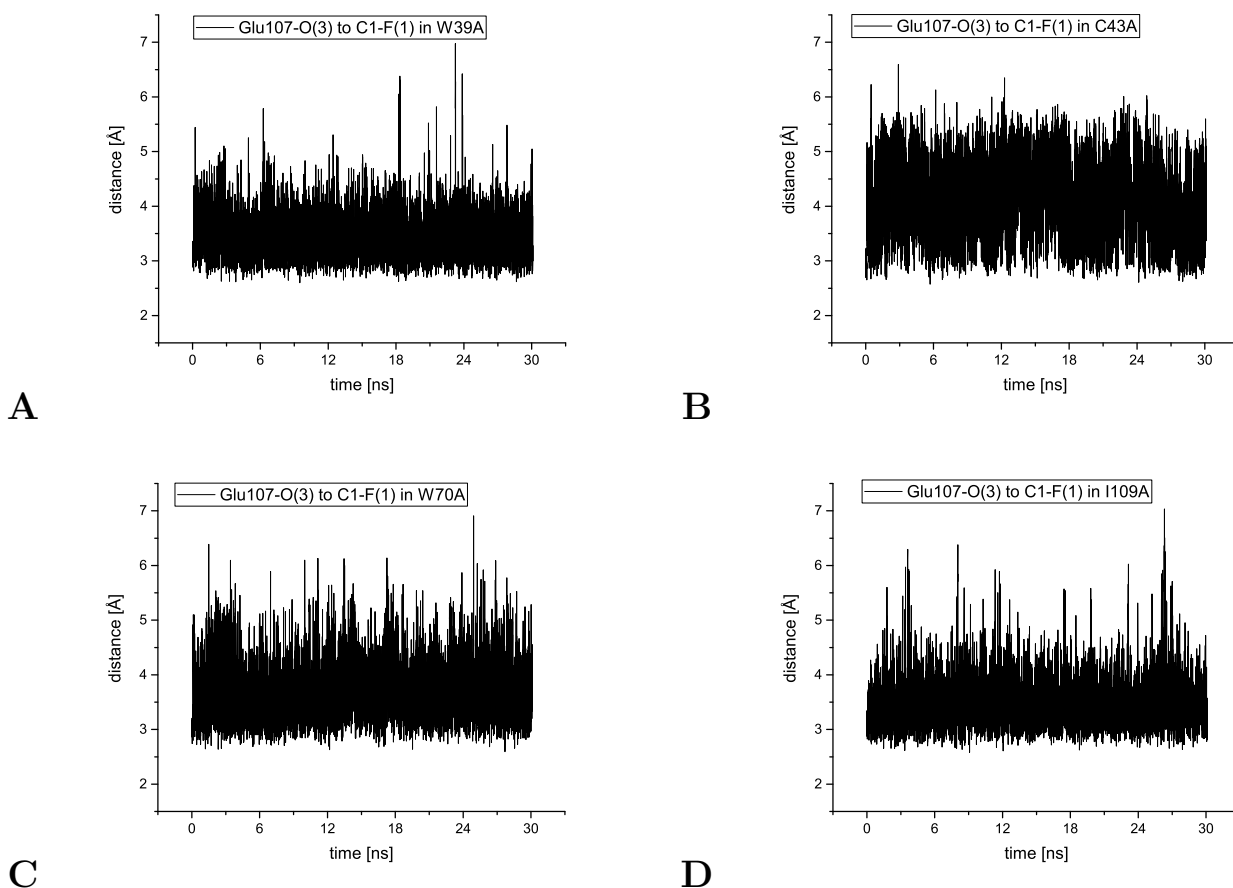 Glu107-O(3) to C1-F(1) in W39A
7
6
5
4
3
2
distance [Å]
0 6 12 18 24 30
time [ns]
A
Glu107-O(3) to C1-F(1) in C43A
7
6
5
4
3
2
distance [Å]
0 6 12 18 24 30
time [ns]
B
Glu107-O(3) to C1-F(1) in W70A
7
6
5
4
3
2
distance [Å]
0 6 12 18 24 30
time [ns]
C
Glu107-O(3) to C1-F(1) in I109A
7
6
5
4
3
2
distance [Å]
0 6 12 18 24 30
time [ns]
D